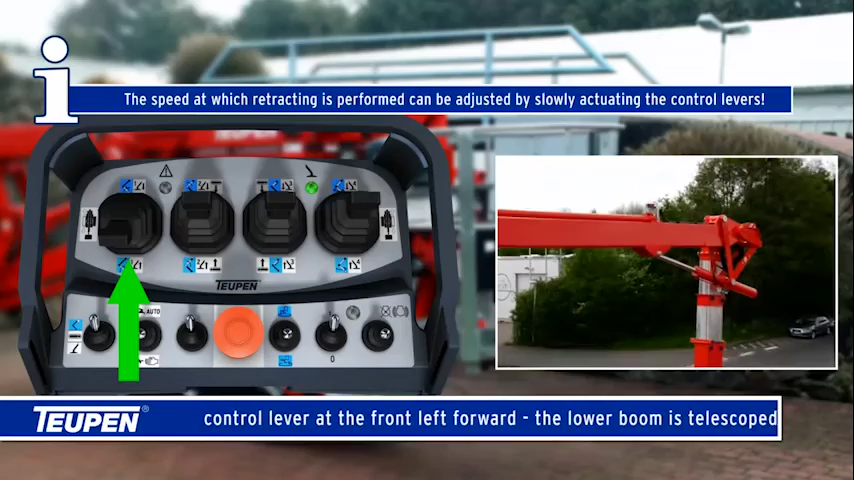 i
The speed at which retracting is performed can be adjusted by slowly actuating the control levers!
TEUPEN
TEUPEN
AUTO
0
TEUPEN®
control lever at the front left forward - the lower boom is telescoped